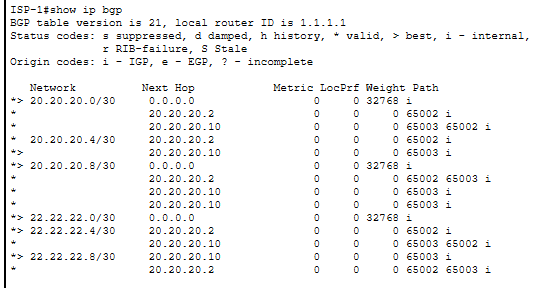 ISP-1#show ip bgp
BGP table version is 21, local router ID is 1.1.1.1
Status codes: s suppressed, d damped, h history, * valid, > best, i - internal,
              r RIB-failure, S Stale
Origin codes: i - IGP, e - EGP, ? - incomplete

   Network          Next Hop            Metric LocPrf Weight Path
*> 20.20.20.0/30    0.0.0.0                  0      0 32768 i
*                   20.20.20.2               0      0     0 65002 i
*                   20.20.20.10              0      0     0 65003 65002 i
*  20.20.20.4/30    20.20.20.2               0      0     0 65002 i
*>                  20.20.20.10              0      0     0 65003 i
*> 20.20.20.8/30    0.0.0.0                  0      0 32768 i
*                   20.20.20.2               0      0     0 65002 65003 i
*                   20.20.20.10              0      0     0 65003 i
*                   20.20.20.10              0      0     0 65003 i
*> 22.22.22.0/30    0.0.0.0                  0      0 32768 i
*> 22.22.22.4/30    20.20.20.2               0      0     0 65002 i
*                   20.20.20.10              0      0     0 65003 65002 i
*> 22.22.22.8/30    20.20.20.10              0      0     0 65003 i
*                   20.20.20.2               0      0     0 65002 65003 i